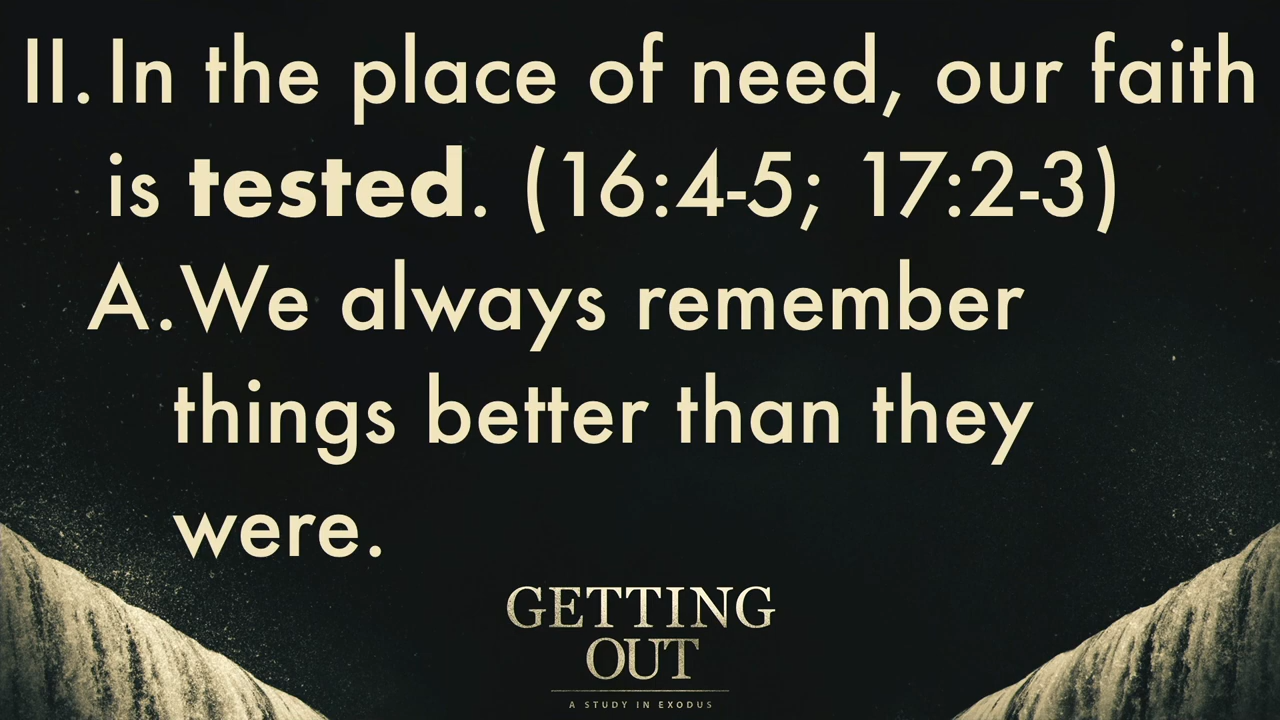 II. In the place of need, our faith
is tested. (16:4-5; 17:2-3)
A. We always remember
things better than they
were.
GETTING
OUT
A STUDY IN EXODUS